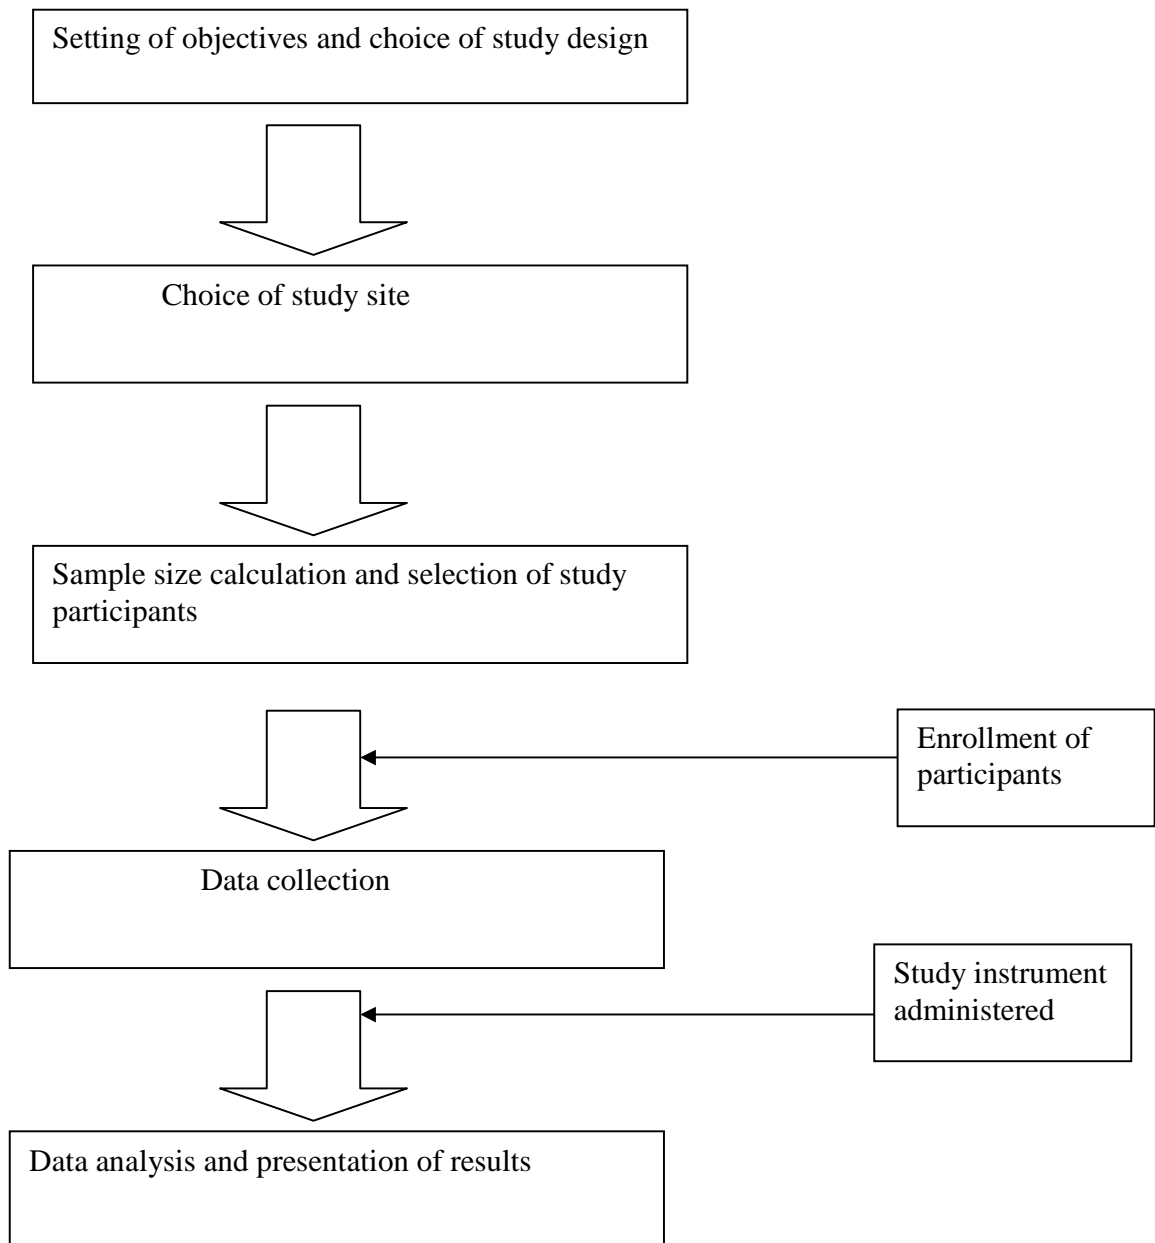 Setting of objectives and choice of study design
Choice of study site
Sample size calculation and selection of study
participants
Enrollment of
participants
Data collection
Study instrument
administered
Data analysis and presentation of results